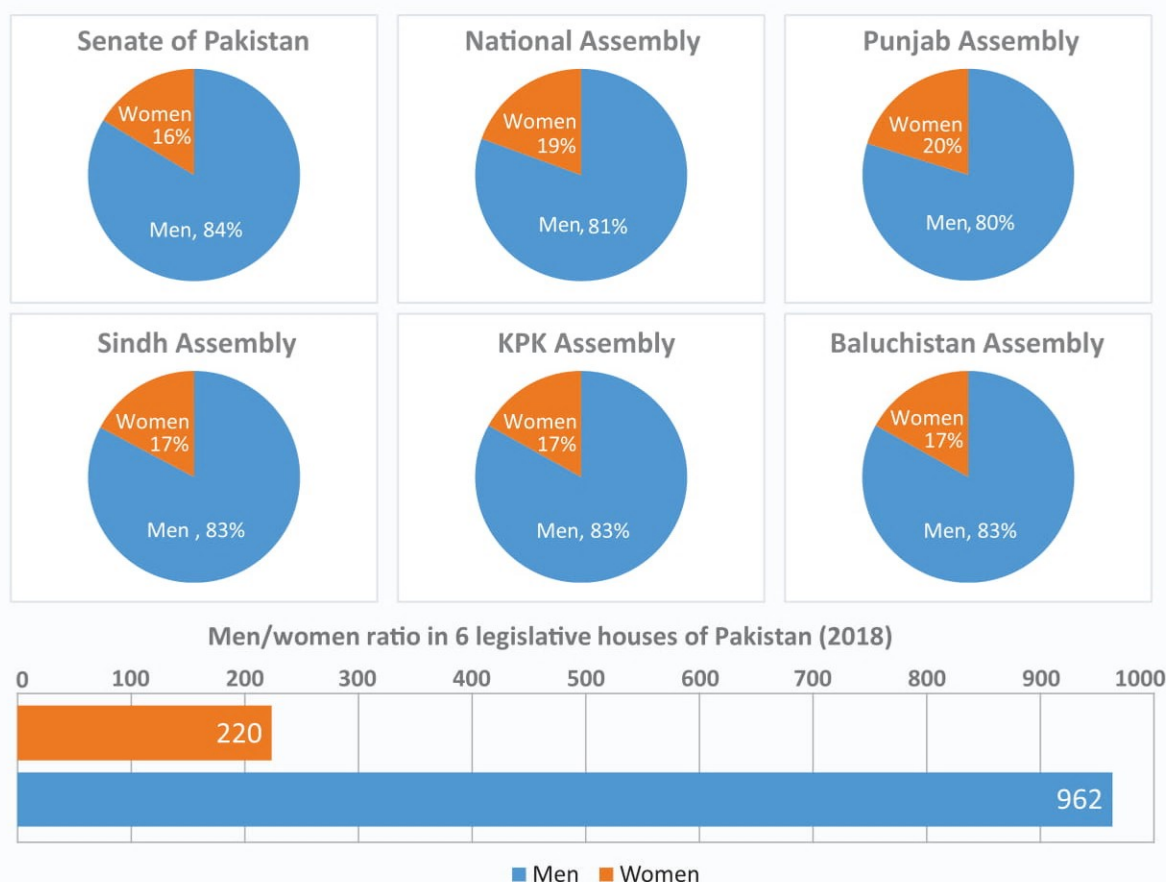 Senate of Pakistan
Women
16%
Men, 84%
National Assembly
Women
19%
Men, 81%
Punjab Assembly
Women
20%
Men, 80%
Sindh Assembly
Women
17%
Men , 83%
KPK Assembly
Women
17%
Men, 83%
Baluchistan Assembly
Women
17%
Men, 83%
Men/women ratio in 6 legislative houses of Pakistan (2018)
0 100 200 300 400 500 600 700 800 900 1000
220
962
Men Women